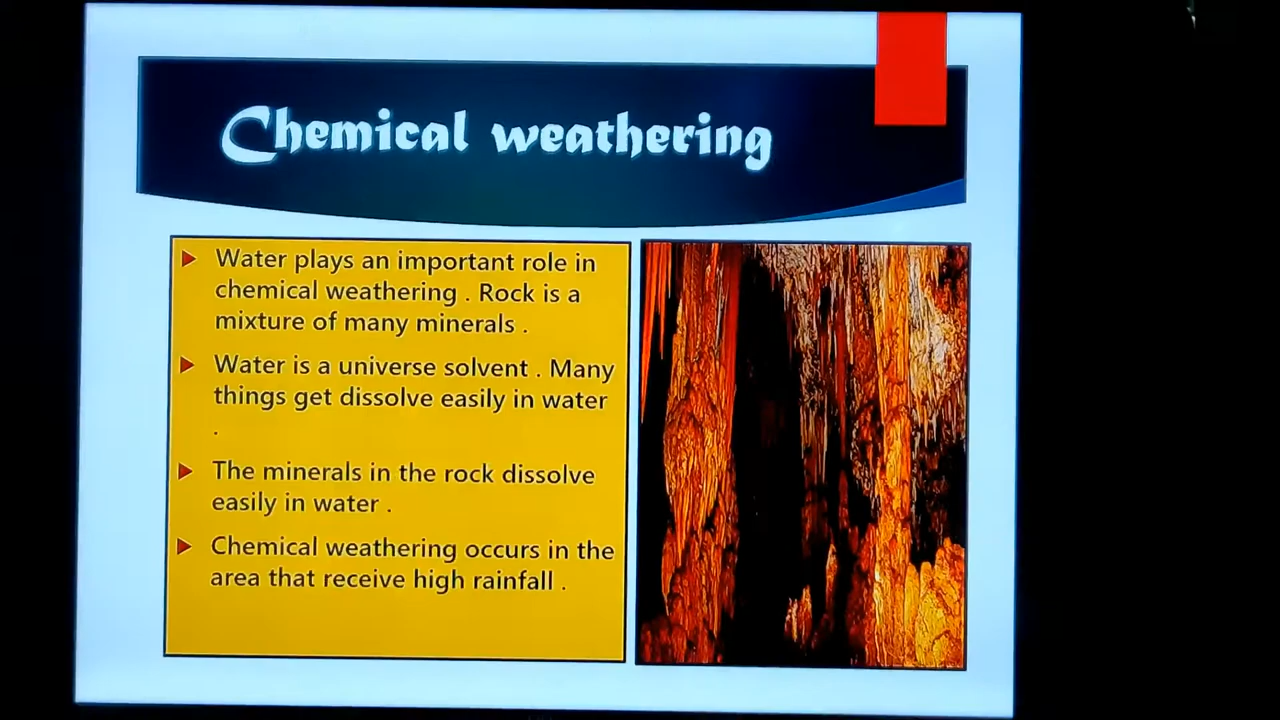 Chemical weathering
Water plays an important role in
chemical weathering . Rock is a
mixture of many minerals .
Water is a universe solvent . Many
things get dissolve easily in water
.
The minerals in the rock dissolve
easily in water .
Chemical weathering occurs in the
area that receive high rainfall .